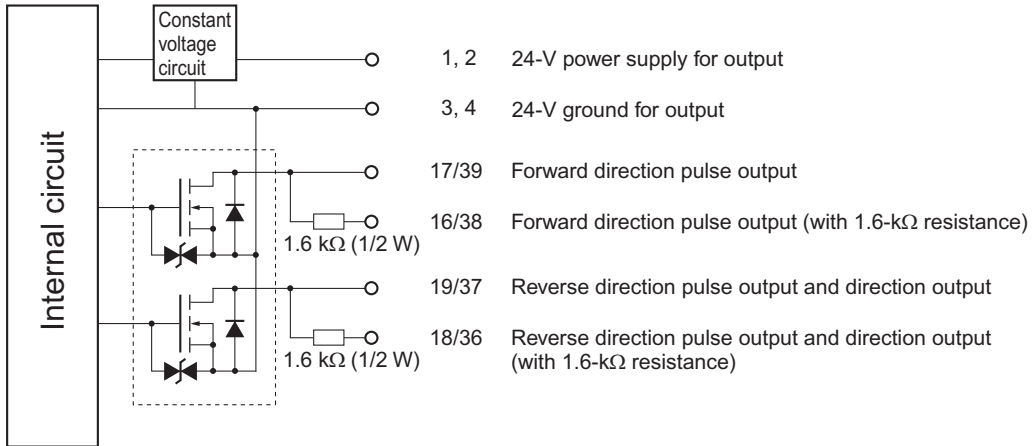 Constant
voltage
circuit
Internal circuit
1, 2 24-V power supply for output
3, 4 24-V ground for output
17/39 Forward direction pulse output
16/38 Forward direction pulse output (with 1.6-kΩ resistance)
1.6 kΩ (1/2 W)
19/37 Reverse direction pulse output and direction output
18/36 Reverse direction pulse output and direction output
(with 1.6-kΩ resistance)
1.6 kΩ (1/2 W)